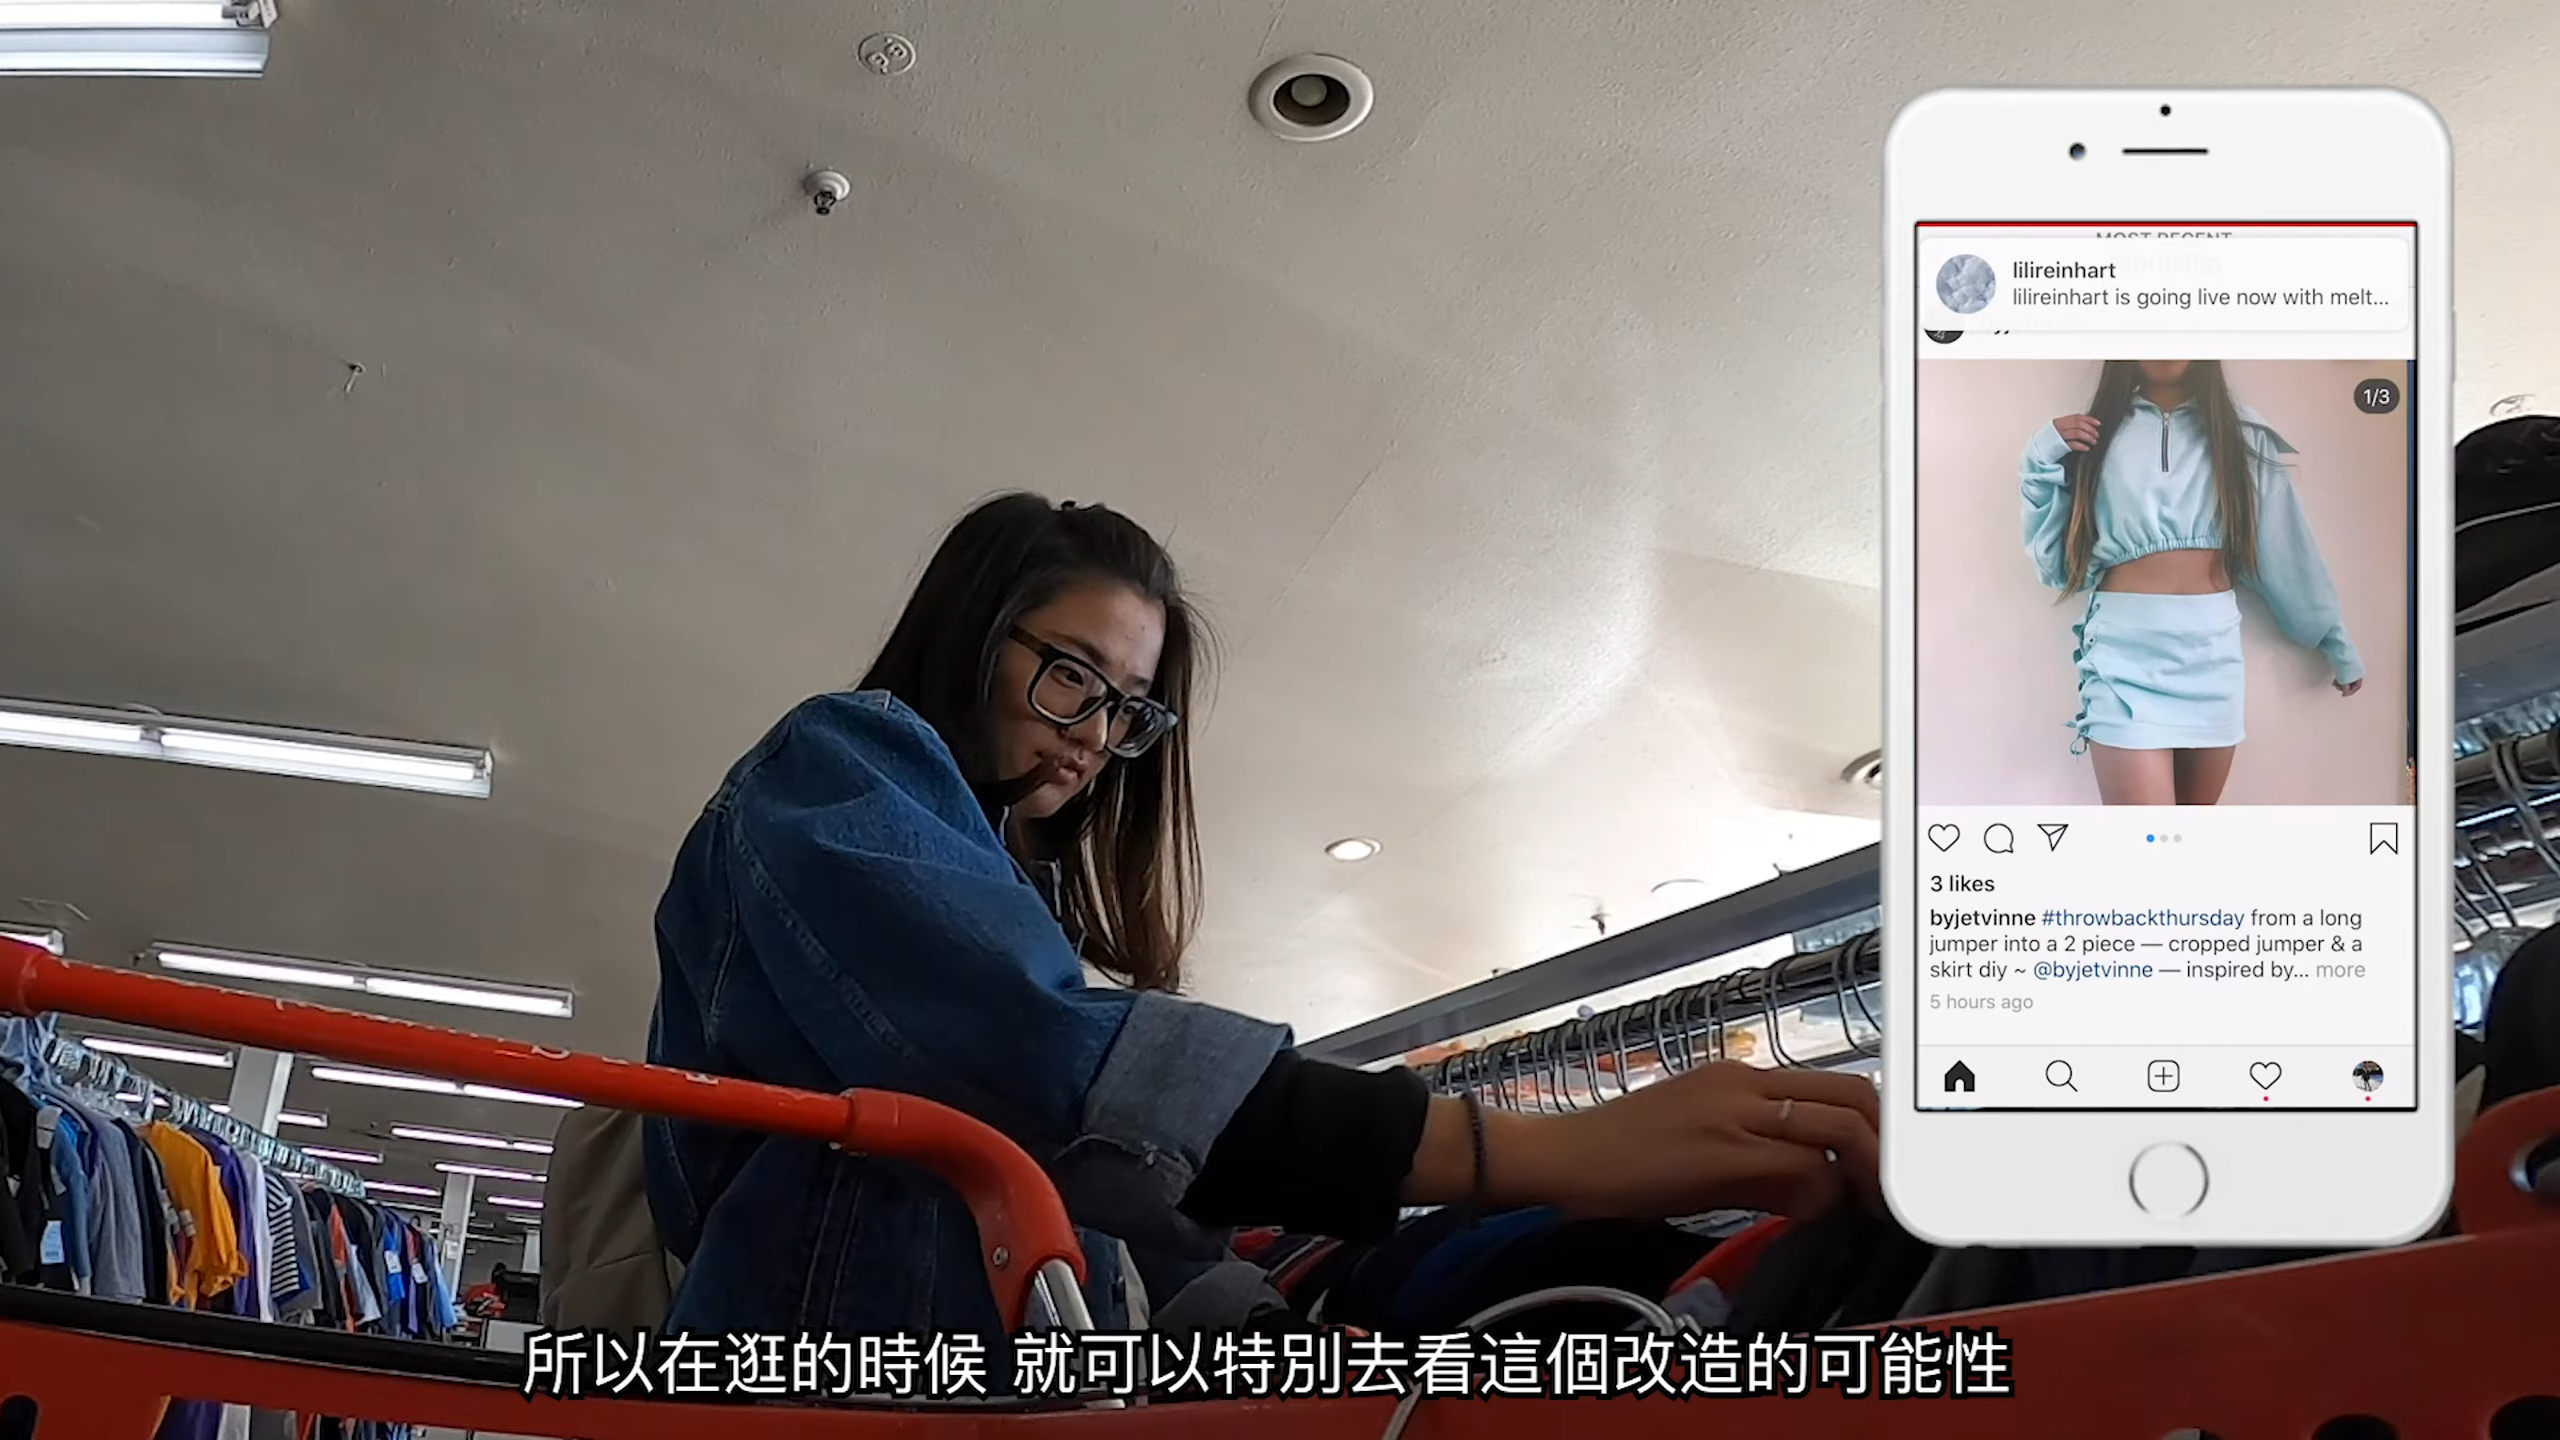 MOST RECENT
lilireinhart
lilireinhart is going live now with melt...
1/3
3 likes
byjetvinne #throwbackthursday from a long
jumper into a 2 piece — cropped jumper & a
skirt diy ~ @byjetvinne — inspired by... more
5 hours ago
所以在逛的時候 就可以特別去看這個改造的可能性